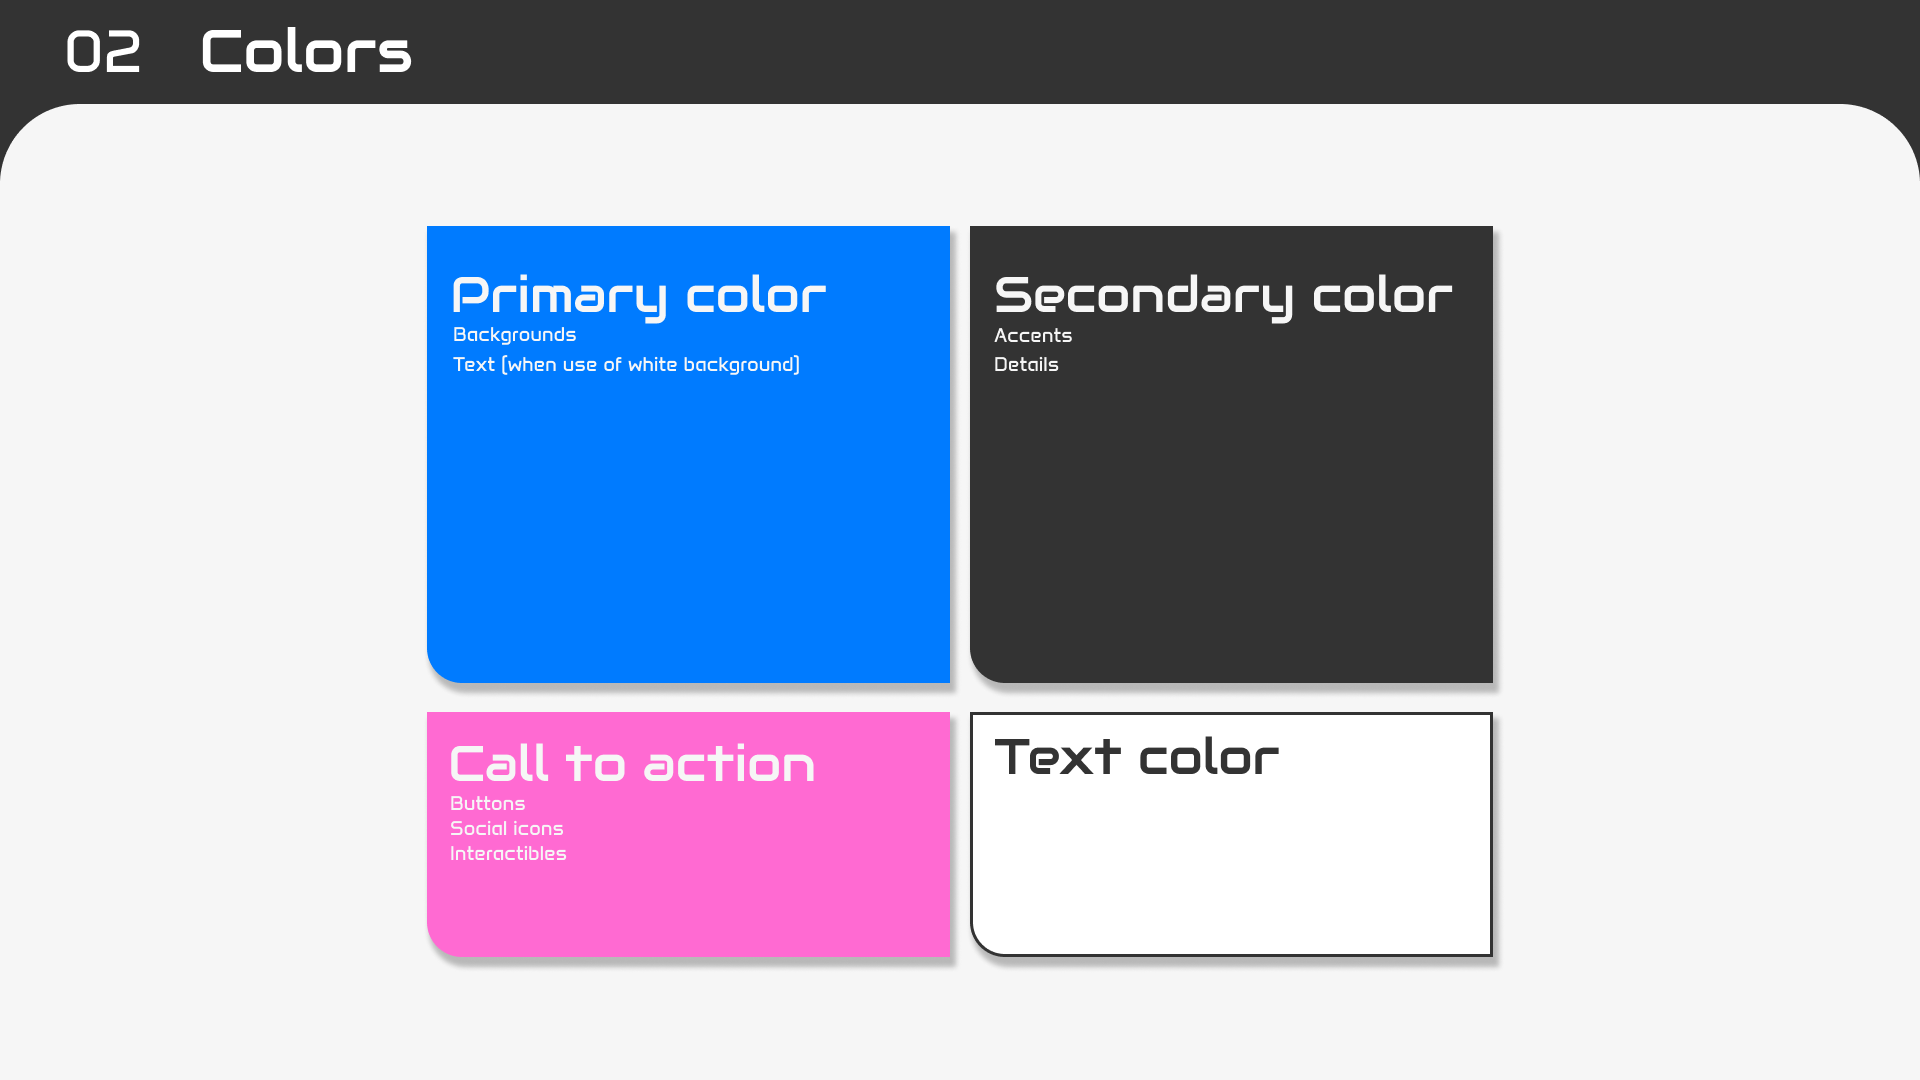 02 Colors
Primary color
Backgrounds
Text (when use of white background)
Secondary color
Accents
Details
Call to action
Buttons
Social icons
Interactibles
Text color